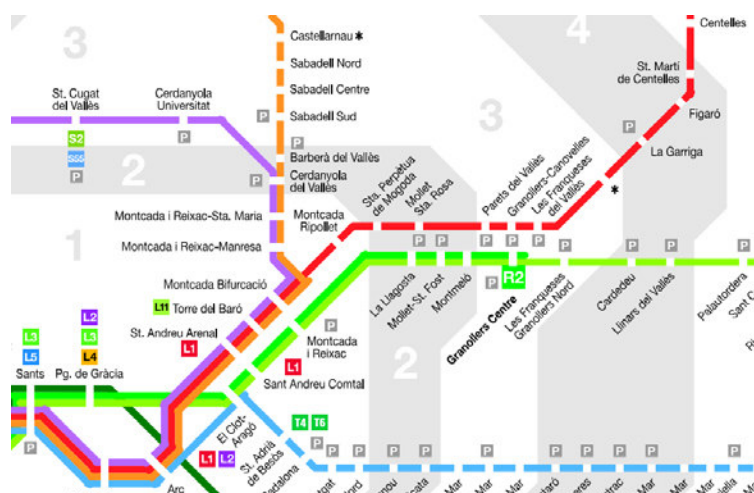 Centelles
3
4
Castellarnau *
Sabadell Nord
St. Martí
de Centelles
St. Cugat
del Vallès
Cerdanyola
Universitat
Sabadell Centre
Figaró
Sabadell Sud
P
3
P
La Garriga
S2
P
S55
P
2
Barberà del Vallès
P
Cerdanyola
del Vallès
Sta. Perpètua
de Mogoda
Mollet
Sta. Rosa
Parets del Vallès
Granollers-Canovelles
Les Franqueses
del Vallès
*
Montcada i Reixac-Sta. Maria
Montcada
Ripollet
1
Montcada i Reixac-Manresa
P
P
P
P
P
P
P
P
P
Montcada Bifurcació
P
R2
La Llagosta
Mollet-St. Fost
Montmeló
Granollers Centre
Les Franqueses
Granollers Nord
Cardedeu
Llinars del Vallès
Palautordera
L11 Torre del Baró
L2
L3
L3
L5
L4
St. Andreu Arenal
L1
P
Montcada
i Reixac
2
Sants
Pg. de Gràcia
L1
Sant Andreu Comtal
P
El Clot-
Aragó
L1
L2
St. Adrià
de Besòs
T4
T6
P
P
P
P
P
P
P
P
P
P
Arc
Nord
Mar
Mar
Mar
Mar
Mar